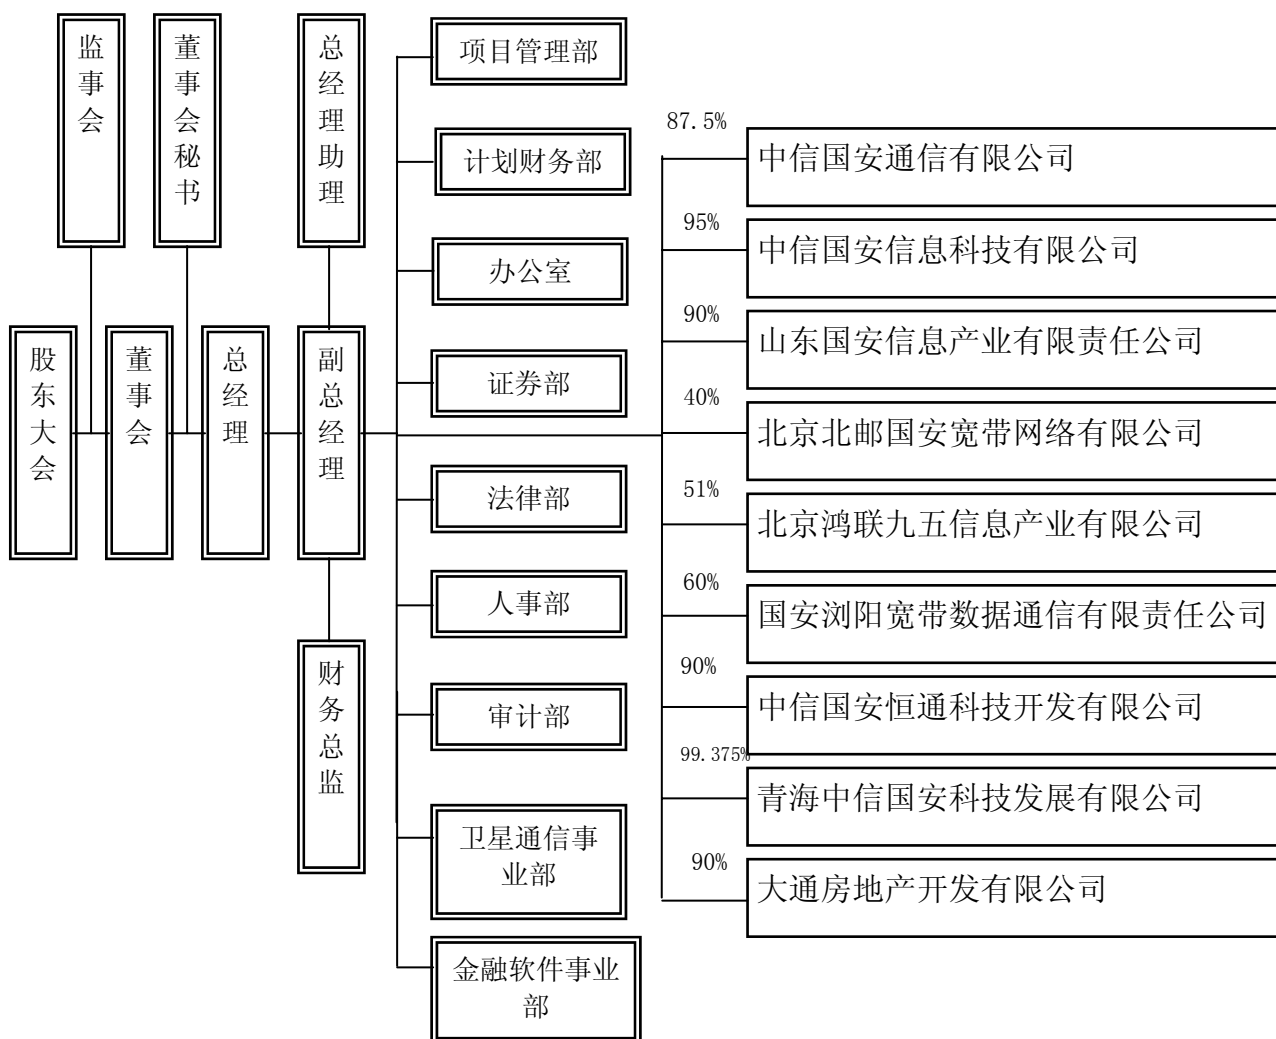 监事会
董事会秘书
总经理助理
股东大会
董事会
总经理
副总经理
财务总监
项目管理部
计划财务部
办公室
证券部
法律部
人事部
审计部
卫星通信事
业部
金融软件事业
部
87.5%
中信国安通信有限公司
95%
中信国安信息科技有限公司
90%
山东国安信息产业有限责任公司
40%
北京北邮国安宽带网络有限公司
51%
北京鸿联九五信息产业有限公司
60%
国安浏阳宽带数据通信有限责任公司
90%
中信国安恒通科技开发有限公司
99.375%
青海中信国安科技发展有限公司
90%
大通房地产开发有限公司